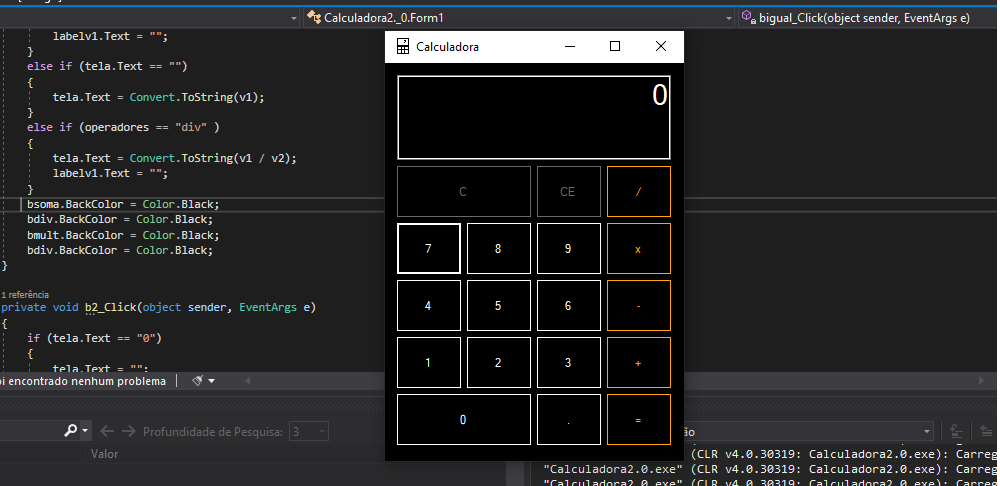 Calculadora2._0.Form1
bigual_Click(object sender, EventArgs e)
labelv1.Text = "";
}
else if (tela.Text == "")
{
tela.Text = Convert.ToString(v1);
}
else if (operadores == "div" )
{
tela.Text = Convert.ToString(v1 / v2);
labelv1.Text = "";
}
bsoma.BackColor = Color.Black;
bdiv.BackColor = Color.Black;
bmult.BackColor = Color.Black;
bdiv.BackColor = Color.Black;
}
1 referência
private void b2_Click(object sender, EventArgs e)
{
if (tela.Text == "0")
{
tela.Text = "";
encontrado nenhum problema
Profundidade de Pesquisa: 3
Valor
Calculadora
0
C CE /
7 8 9 x
4 5 6 -
1 2 3 +
0 . =
(CLR v4.0.30319: Calculadora2.0.exe): Carreg
"Calculadora2.0.exe" (CLR v4.0.30319: Calculadora2.0.exe): Carreg
"Calculadora2.0.exe" (CLR v4.0.30319: Calculadora2.0.exe): Carreg